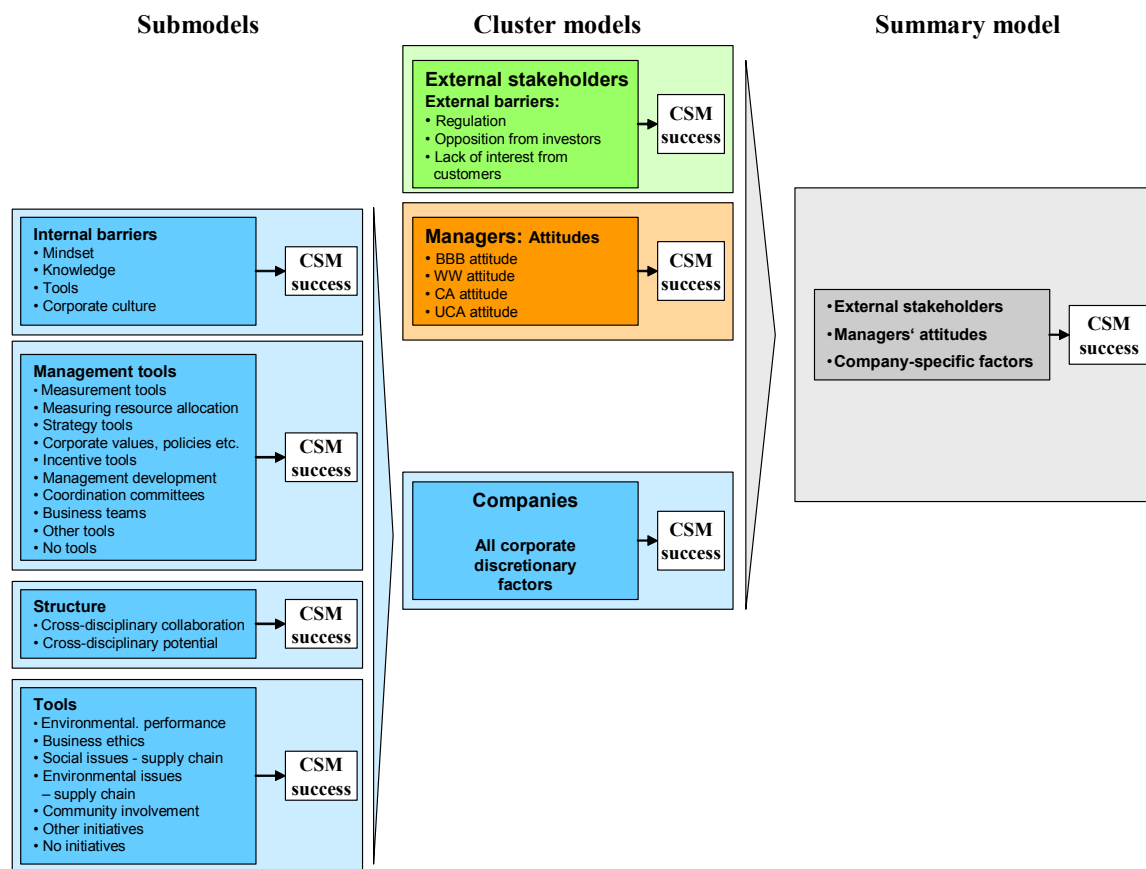 Submodels
Internal barriers
• Mindset
• Knowledge
• Tools
• Corporate culture
CSM
success
Management tools
• Measurement tools
• Measuring resource allocation
• Strategy tools
• Corporate values, policies etc.
• Incentive tools
• Management development
• Coordination committees
• Business teams
• Other tools
• No tools
CSM
success
Structure
• Cross-disciplinary collaboration
• Cross-disciplinary potential
CSM
success
Tools
• Environmental. performance
• Business ethics
• Social issues - supply chain
• Environmental issues
– supply chain
• Community involvement
• Other initiatives
• No initiatives
CSM
success
Cluster models
External stakeholders
External barriers:
• Regulation
• Opposition from investors
• Lack of interest from
customers
CSM
success
Managers: Attitudes
• BBB attitude
• WW attitude
• CA attitude
• UCA attitude
CSM
success
Companies
All corporate
discretionary
factors
CSM
success
Summary model
•External stakeholders
•Managers‘ attitudes
•Company-specific factors
CSM
success